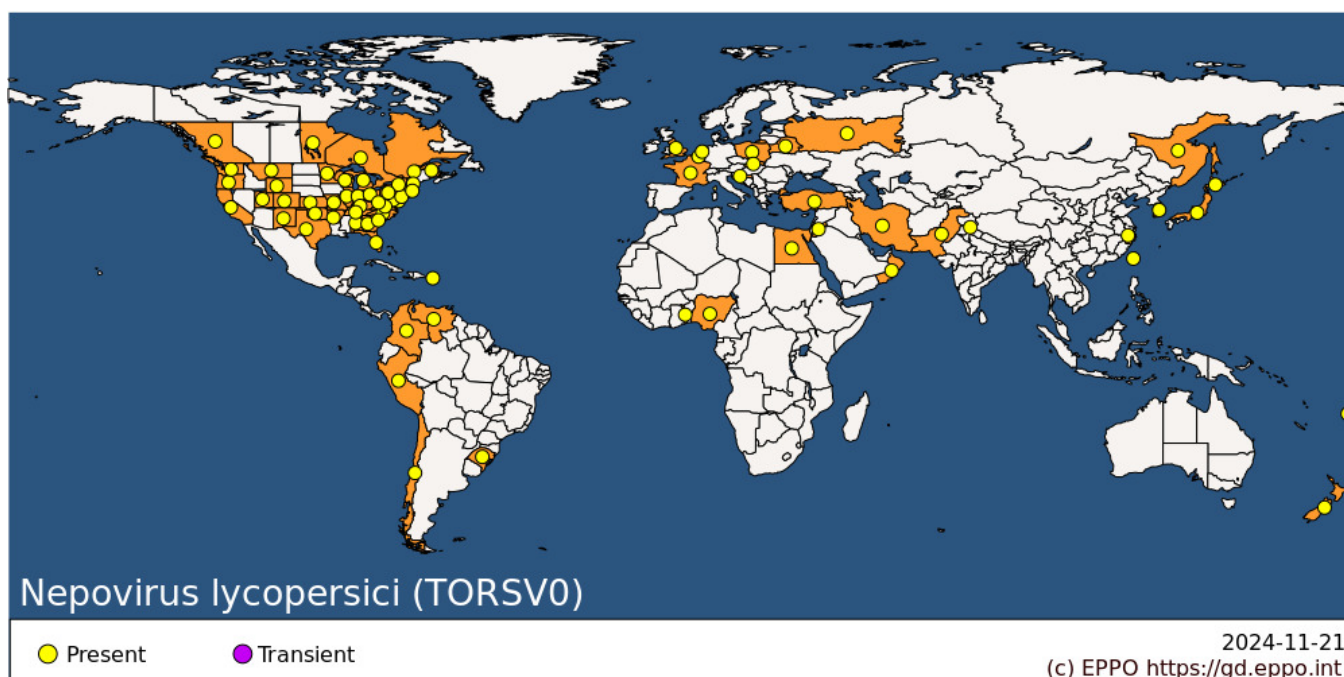 Nepovirus lycopersici (TORSV0)
Present
Transient
2024-11-21
(c) EPPO https://gd.eppo.int